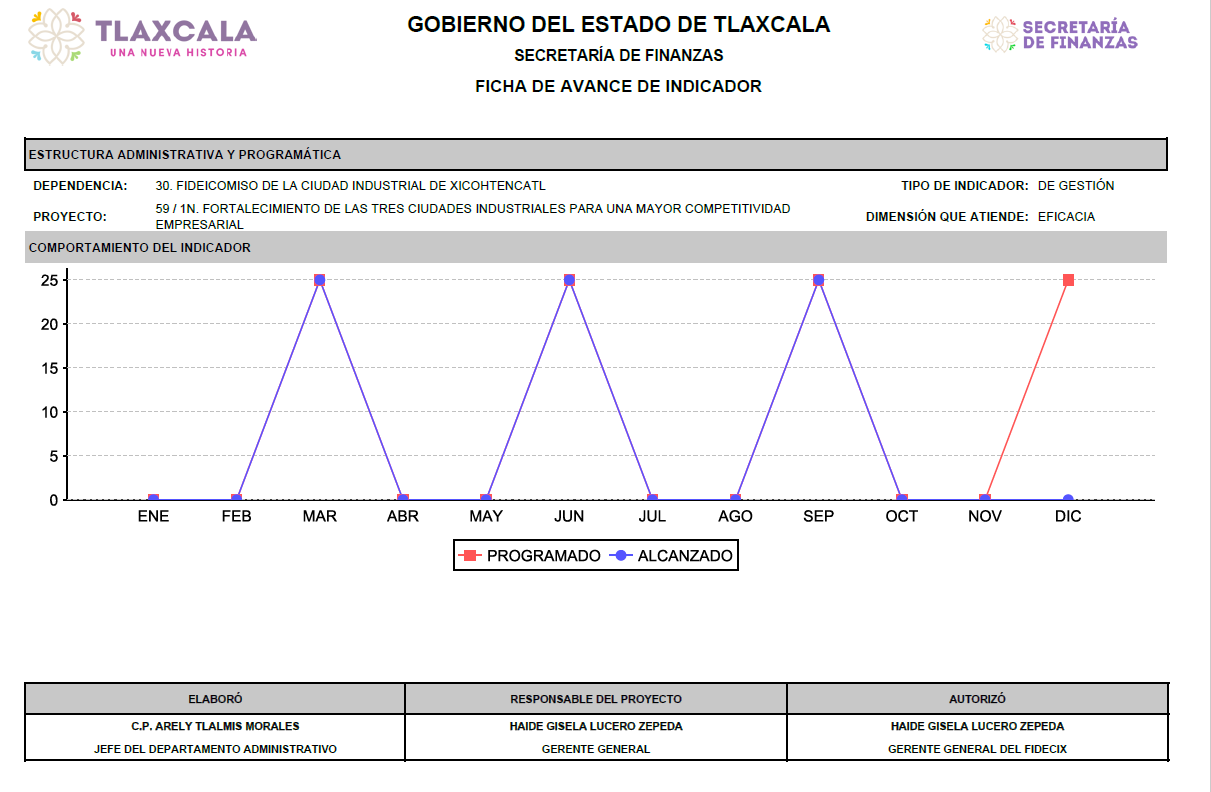 TLAXCALA
UNA NUEVA HISTORIA
GOBIERNO DEL ESTADO DE TLAXCALA
SECRETARÍA DE FINANZAS
FICHA DE AVANCE DE INDICADOR
SECRETARÍA
DE FINANZAS
ESTRUCTURA ADMINISTRATIVA Y PROGRAMÁTICA
DEPENDENCIA: 30. FIDEICOMISO DE LA CIUDAD INDUSTRIAL DE XICOHTENCATL TIPO DE INDICADOR: DE GESTIÓN
PROYECTO: 59 / 1N. FORTALECIMIENTO DE LAS TRES CIUDADES INDUSTRIALES PARA UNA MAYOR COMPETITIVIDAD
EMPRESARIAL DIMENSIÓN QUE ATIENDE: EFICACIA
COMPORTAMIENTO DEL INDICADOR
25
20
15
10
5
0
ENE FEB MAR ABR MAY JUN JUL AGO SEP OCT NOV DIC
PROGRAMADO ALCANZADO
ELABORÓ RESPONSABLE DEL PROYECTO AUTORIZÓ
C.P. ARELY TLALMIS MORALES HAIDE GISELA LUCERO ZEPEDA HAIDE GISELA LUCERO ZEPEDA
JEFE DEL DEPARTAMENTO ADMINISTRATIVO GERENTE GENERAL GERENTE GENERAL DEL FIDECIX